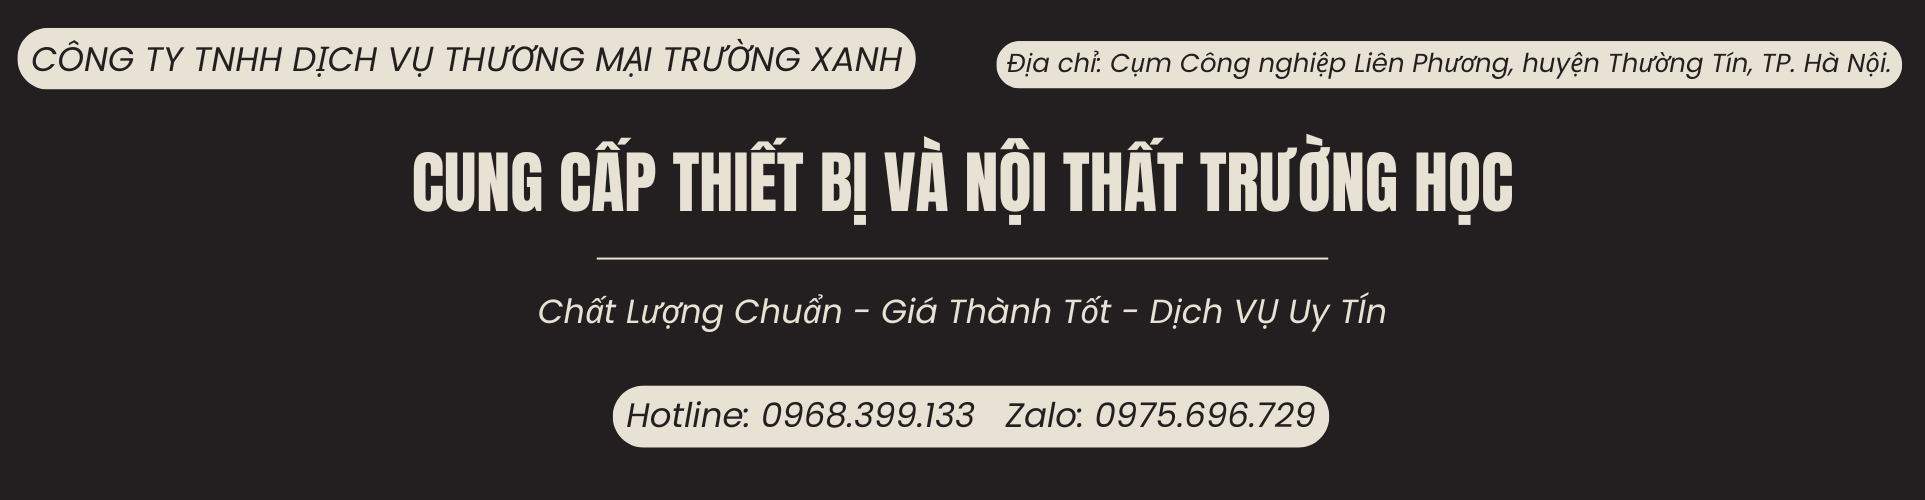 CÔNG TY TNHH DỊCH VỤ THƯƠNG MẠI TRƯỜNG XANH
Địa chỉ: Cụm Công nghiệp Liên Phương, huyện Thường Tín, TP. Hà Nội.
CUNG CẤP THIẾT BỊ VÀ NỘI THẤT TRƯỜNG HỌC
Chất Lượng Chuẩn - Giá Thành Tốt - Dịch VỤ Uy TÍn
Hotline: 0968.399.133 Zalo: 0975.696.729